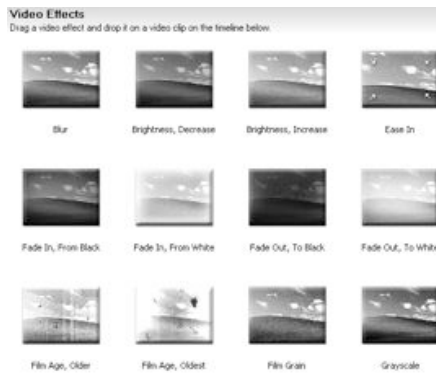 Video Effects
Drag a video effect and drop it on a video clip on the timeline below.
Blur
Brightness, Decrease
Brightness, Increase
Ease In
Fade In, From Black
Fade In, From White
Fade Out, To Black
Fade Out, To White
Film Age, Older
Film Age, Oldest
Film Grain
Grayscale